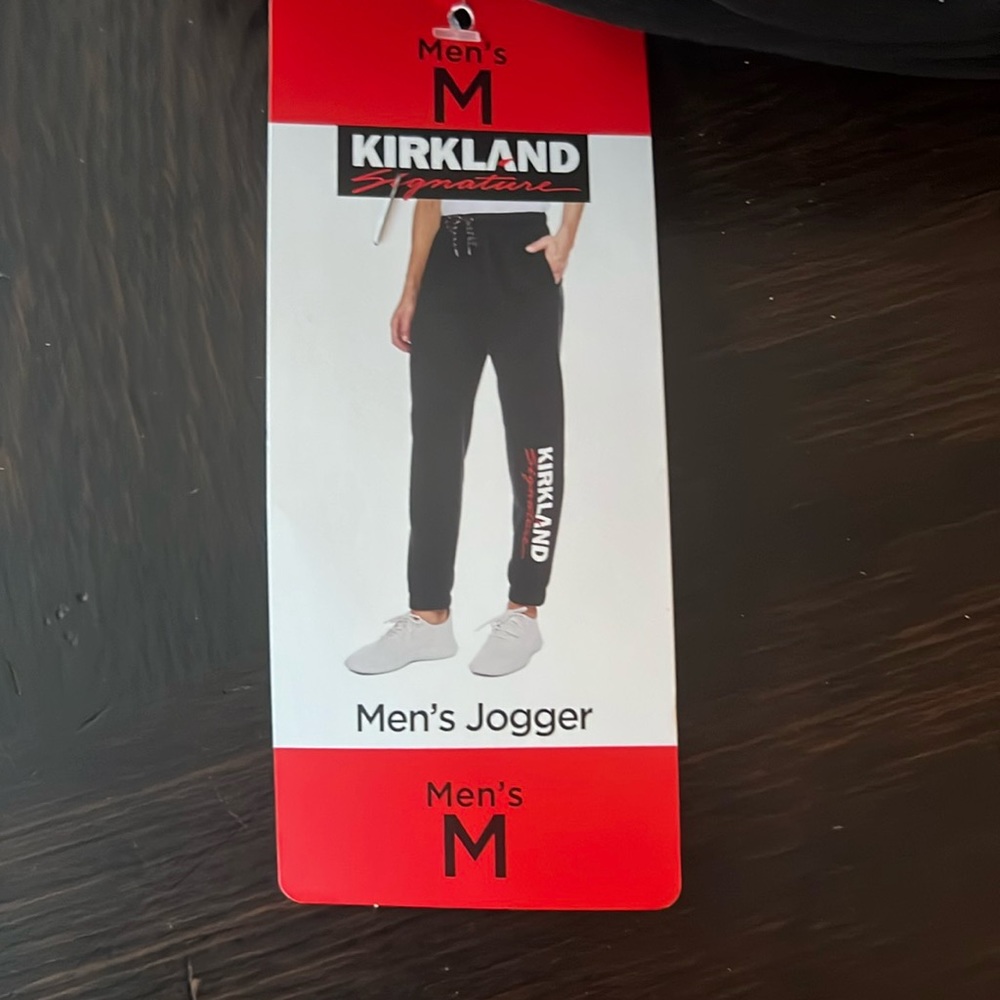 Men's
M
KIRKLAND
Signature
KIRKLAND
Signature
Men's Jogger
Men's
M